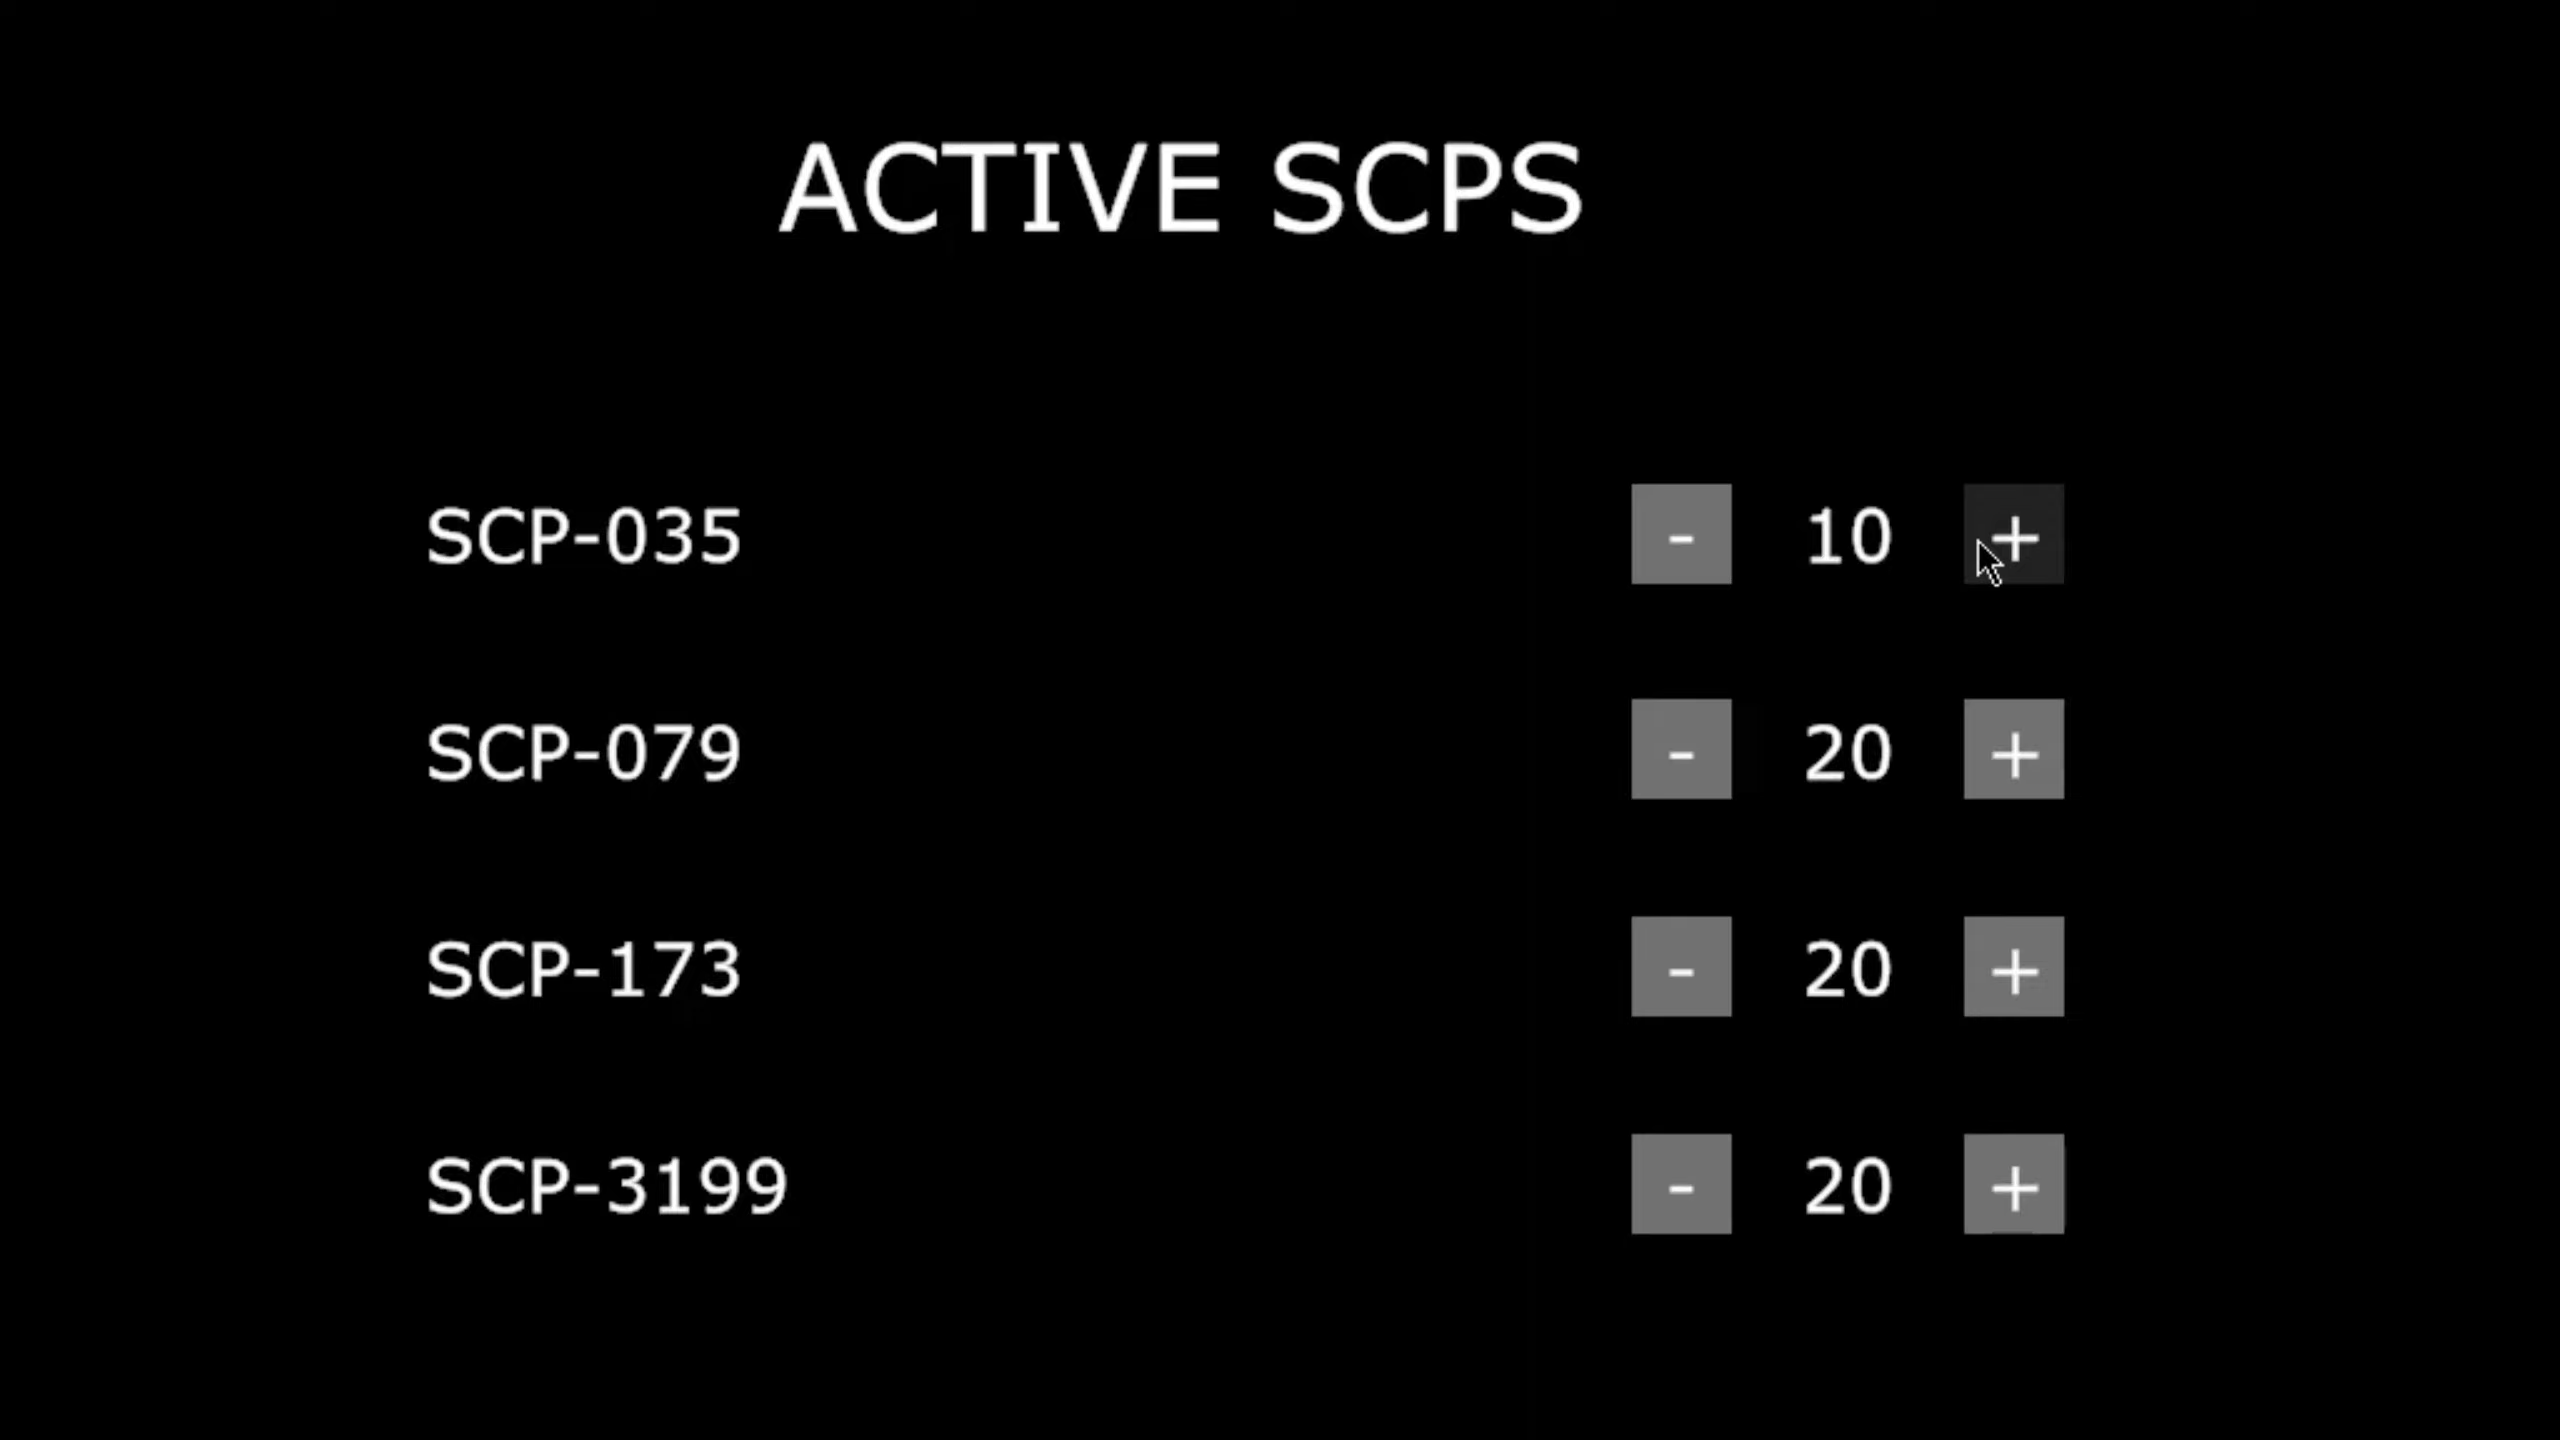 ACTIVE SCPS
SCP-035 - 10 +
SCP-079 - 20 +
SCP-173 - 20 +
SCP-3199 - 20 +